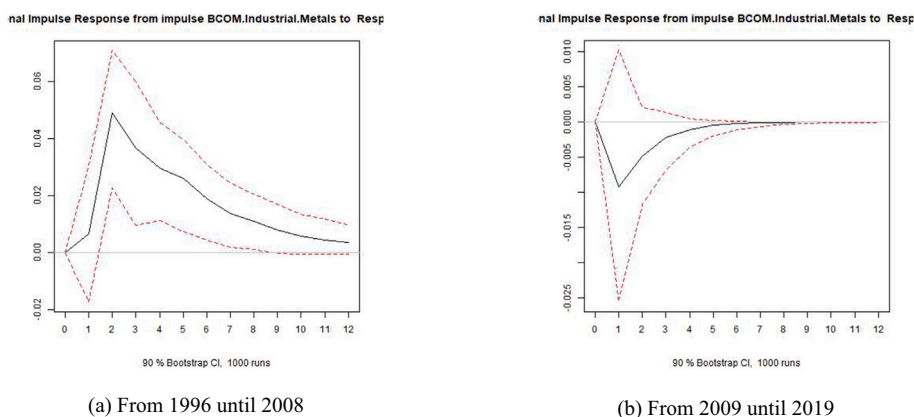 nal Impulse Response from impulse BCOM.Industrial.Metals to Resp
0.06
0.04
0.02
0.00
-0.02
0 1 2 3 4 5 6 7 8 9 10 11 12
90 % Bootstrap CI, 1000 runs
(a) From 1996 until 2008
nal Impulse Response from impulse BCOM.Industrial.Metals to Resp
0.010
0.005
0.000
-0.005
-0.015
-0.025
0 1 2 3 4 5 6 7 8 9 10 11 12
90 % Bootstrap CI, 1000 runs
(b) From 2009 until 2019